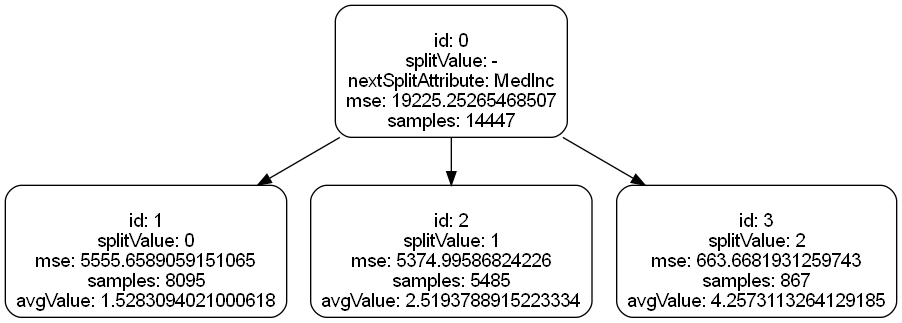 id: 0
splitValue: -
nextSplitAttribute: MedInc
mse: 19225.25265468507
samples: 14447
id: 1
splitValue: 0
mse: 5555.6589059151065
samples: 8095
avgValue: 1.5283094021000618
id: 2
splitValue: 1
mse: 5374.99586824226
samples: 5485
avgValue: 2.5193788915223334
id: 3
splitValue: 2
mse: 663.6681931259743
samples: 867
avgValue: 4.2573113264129185